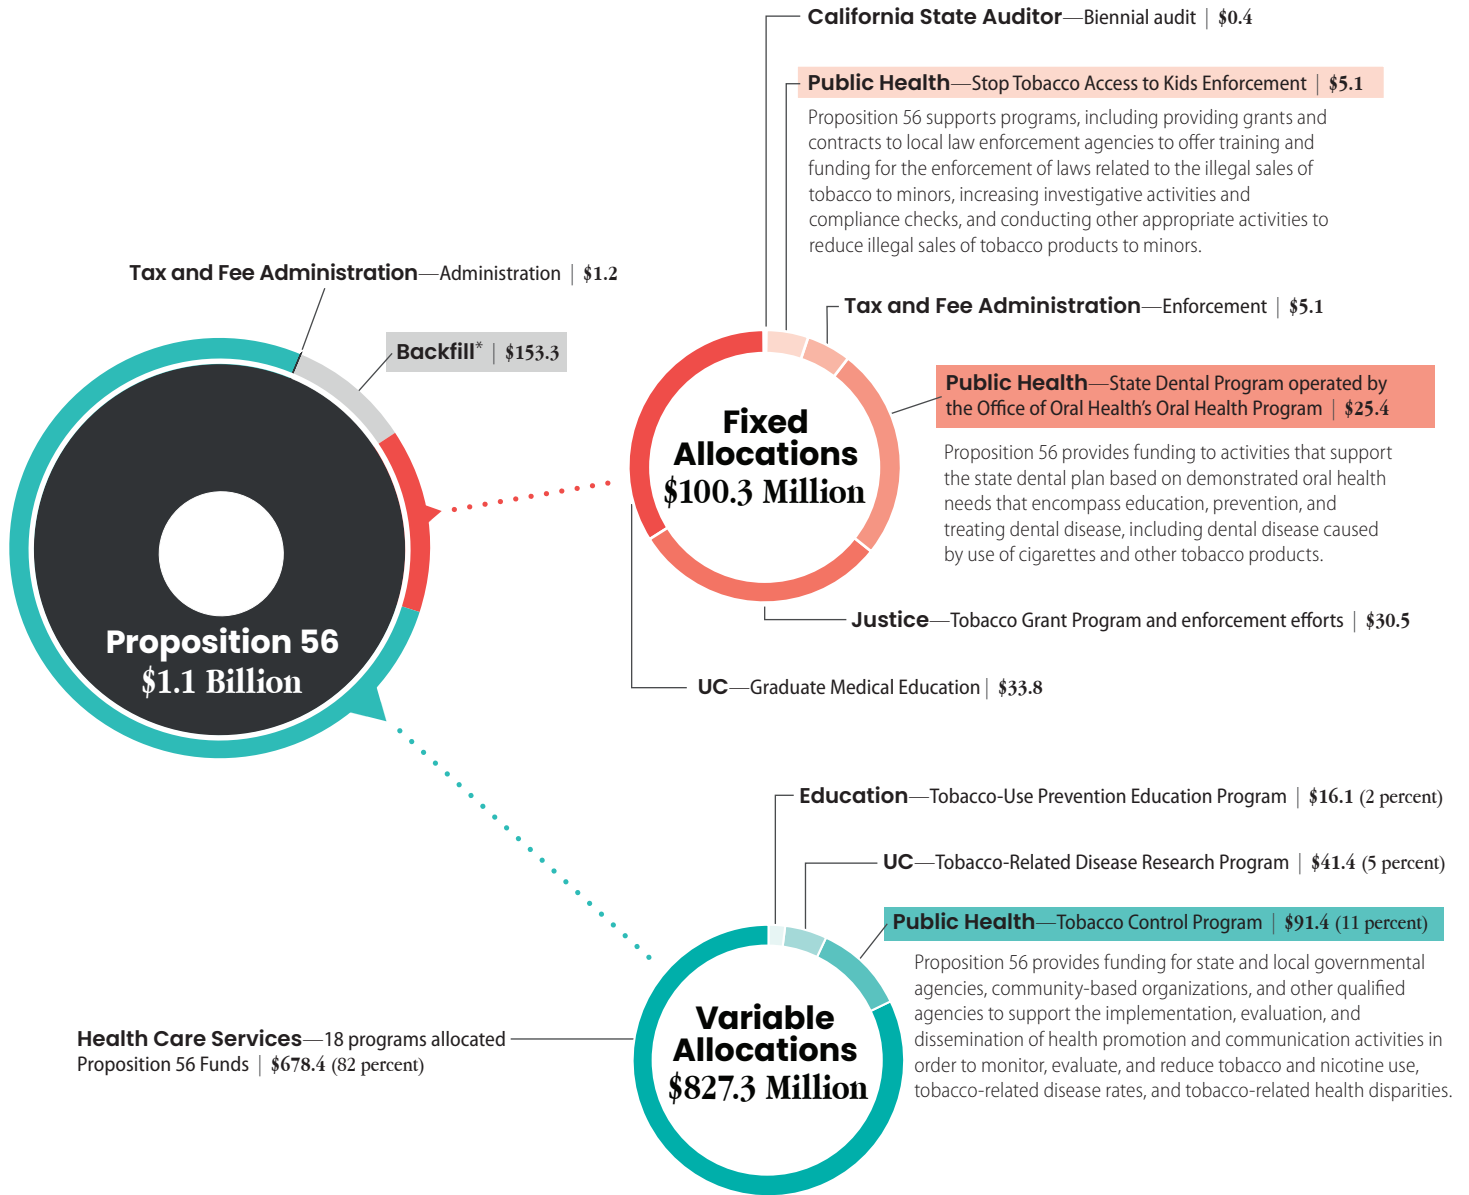 California State Auditor—Biennial audit | $0.4
Public Health—Stop Tobacco Access to Kids Enforcement | $5.1
Proposition 56 supports programs, including providing grants and
contracts to local law enforcement agencies to offer training and
funding for the enforcement of laws related to the illegal sales of
tobacco to minors, increasing investigative activities and
compliance checks, and conducting other appropriate activities to
reduce illegal sales of tobacco products to minors.
Tax and Fee Administration—Administration | $1.2
Backfill* | $153.3
Tax and Fee Administration—Enforcement | $5.1
Public Health—State Dental Program operated by
the Office of Oral Health's Oral Health Program | $25.4
Proposition 56 provides funding to activities that support
the state dental plan based on demonstrated oral health
needs that encompass education, prevention, and
treating dental disease, including dental disease caused
by use of cigarettes and other tobacco products.
Fixed
Allocations
$100.3 Million
Justice—Tobacco Grant Program and enforcement efforts | $30.5
UC—Graduate Medical Education | $33.8
Proposition 56
$1.1 Billion
Education—Tobacco-Use Prevention Education Program | $16.1 (2 percent)
UC—Tobacco-Related Disease Research Program | $41.4 (5 percent)
Public Health—Tobacco Control Program | $91.4 (11 percent)
Proposition 56 provides funding for state and local governmental
agencies, community-based organizations, and other qualified
agencies to support the implementation, evaluation, and
dissemination of health promotion and communication activities in
order to monitor, evaluate, and reduce tobacco and nicotine use,
tobacco-related disease rates, and tobacco-related health disparities.
Variable
Allocations
$827.3 Million
Health Care Services—18 programs allocated
Proposition 56 Funds | $678.4 (82 percent)